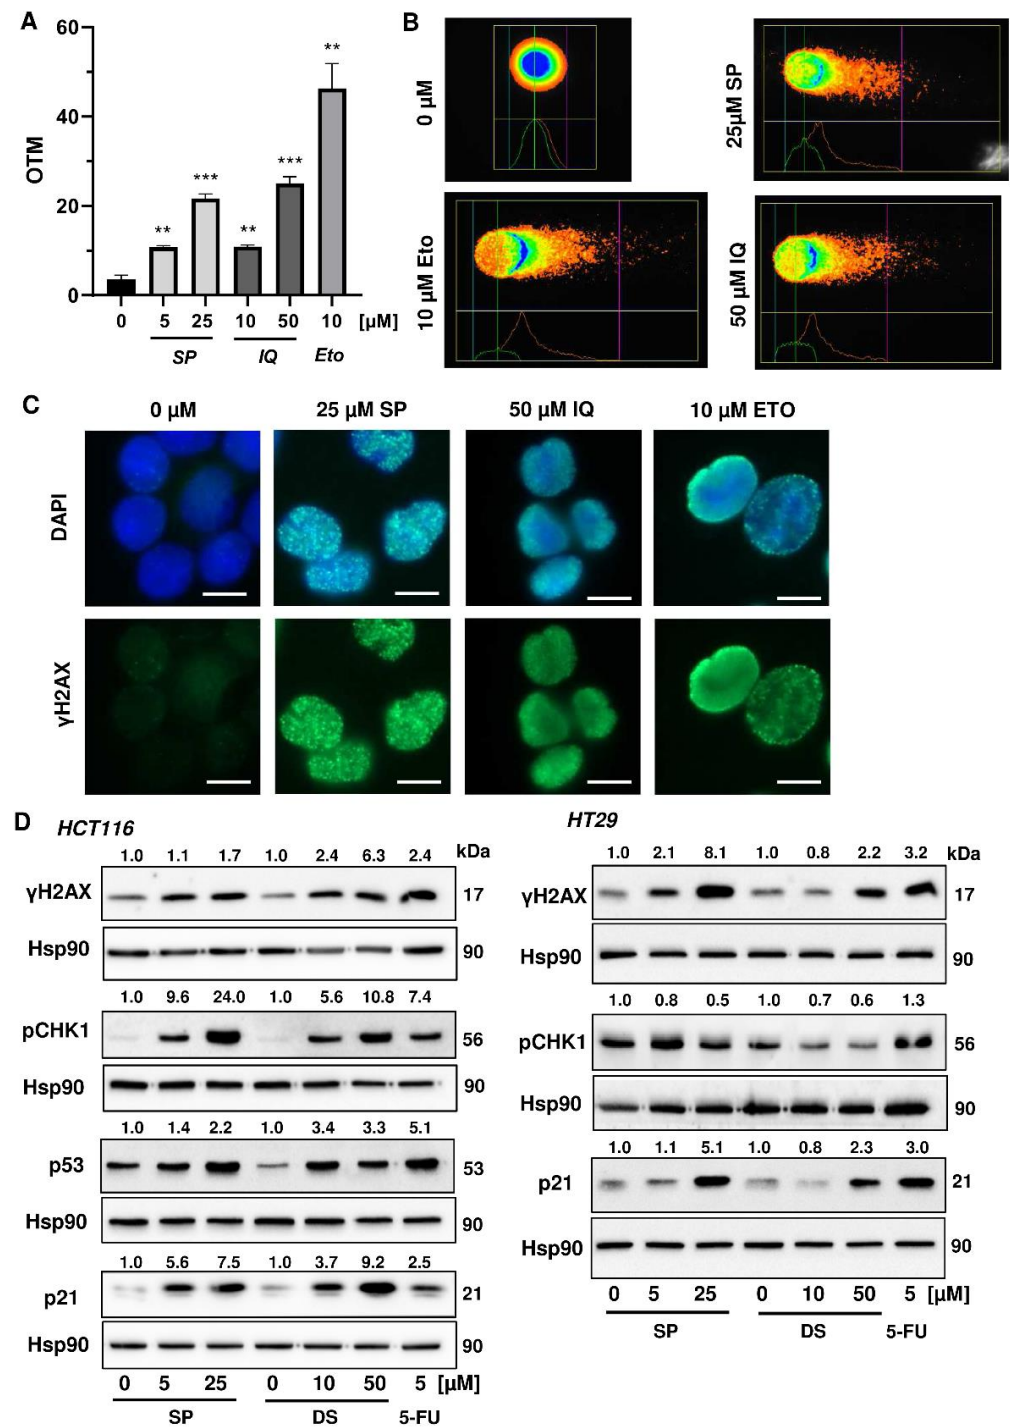 A
60
40
20
0
OTM
**
***
**
***
**
0 5 25 10 50 10 [µM]
SP IQ Eto
B
0 µM
25µM SP
10 µM Eto
50 µM IQ
C
0 µM 25 µM SP 50 µM IQ 10 µM ETO
DAPI
γH2AX
D
HCT116
1.0 1.1 1.7 1.0 2.4 6.3 2.4 kDa
γH2AX 17
Hsp90 90
1.0 9.6 24.0 1.0 5.6 10.8 7.4
pCHK1 56
Hsp90 90
1.0 1.4 2.2 1.0 3.4 3.3 5.1
p53 53
Hsp90 90
1.0 5.6 7.5 1.0 3.7 9.2 2.5
p21 21
Hsp90 90
0 5 25 0 10 50 5 [µM]
SP DS 5-FU
HT29
1.0 2.1 8.1 1.0 0.8 2.2 3.2 kDa
γH2AX 17
Hsp90 90
1.0 0.8 0.5 1.0 0.7 0.6 1.3
pCHK1 56
Hsp90 90
1.0 1.1 5.1 1.0 0.8 2.3 3.0
p21 21
Hsp90 90
0 5 25 0 10 50 5 [µM]
SP DS 5-FU